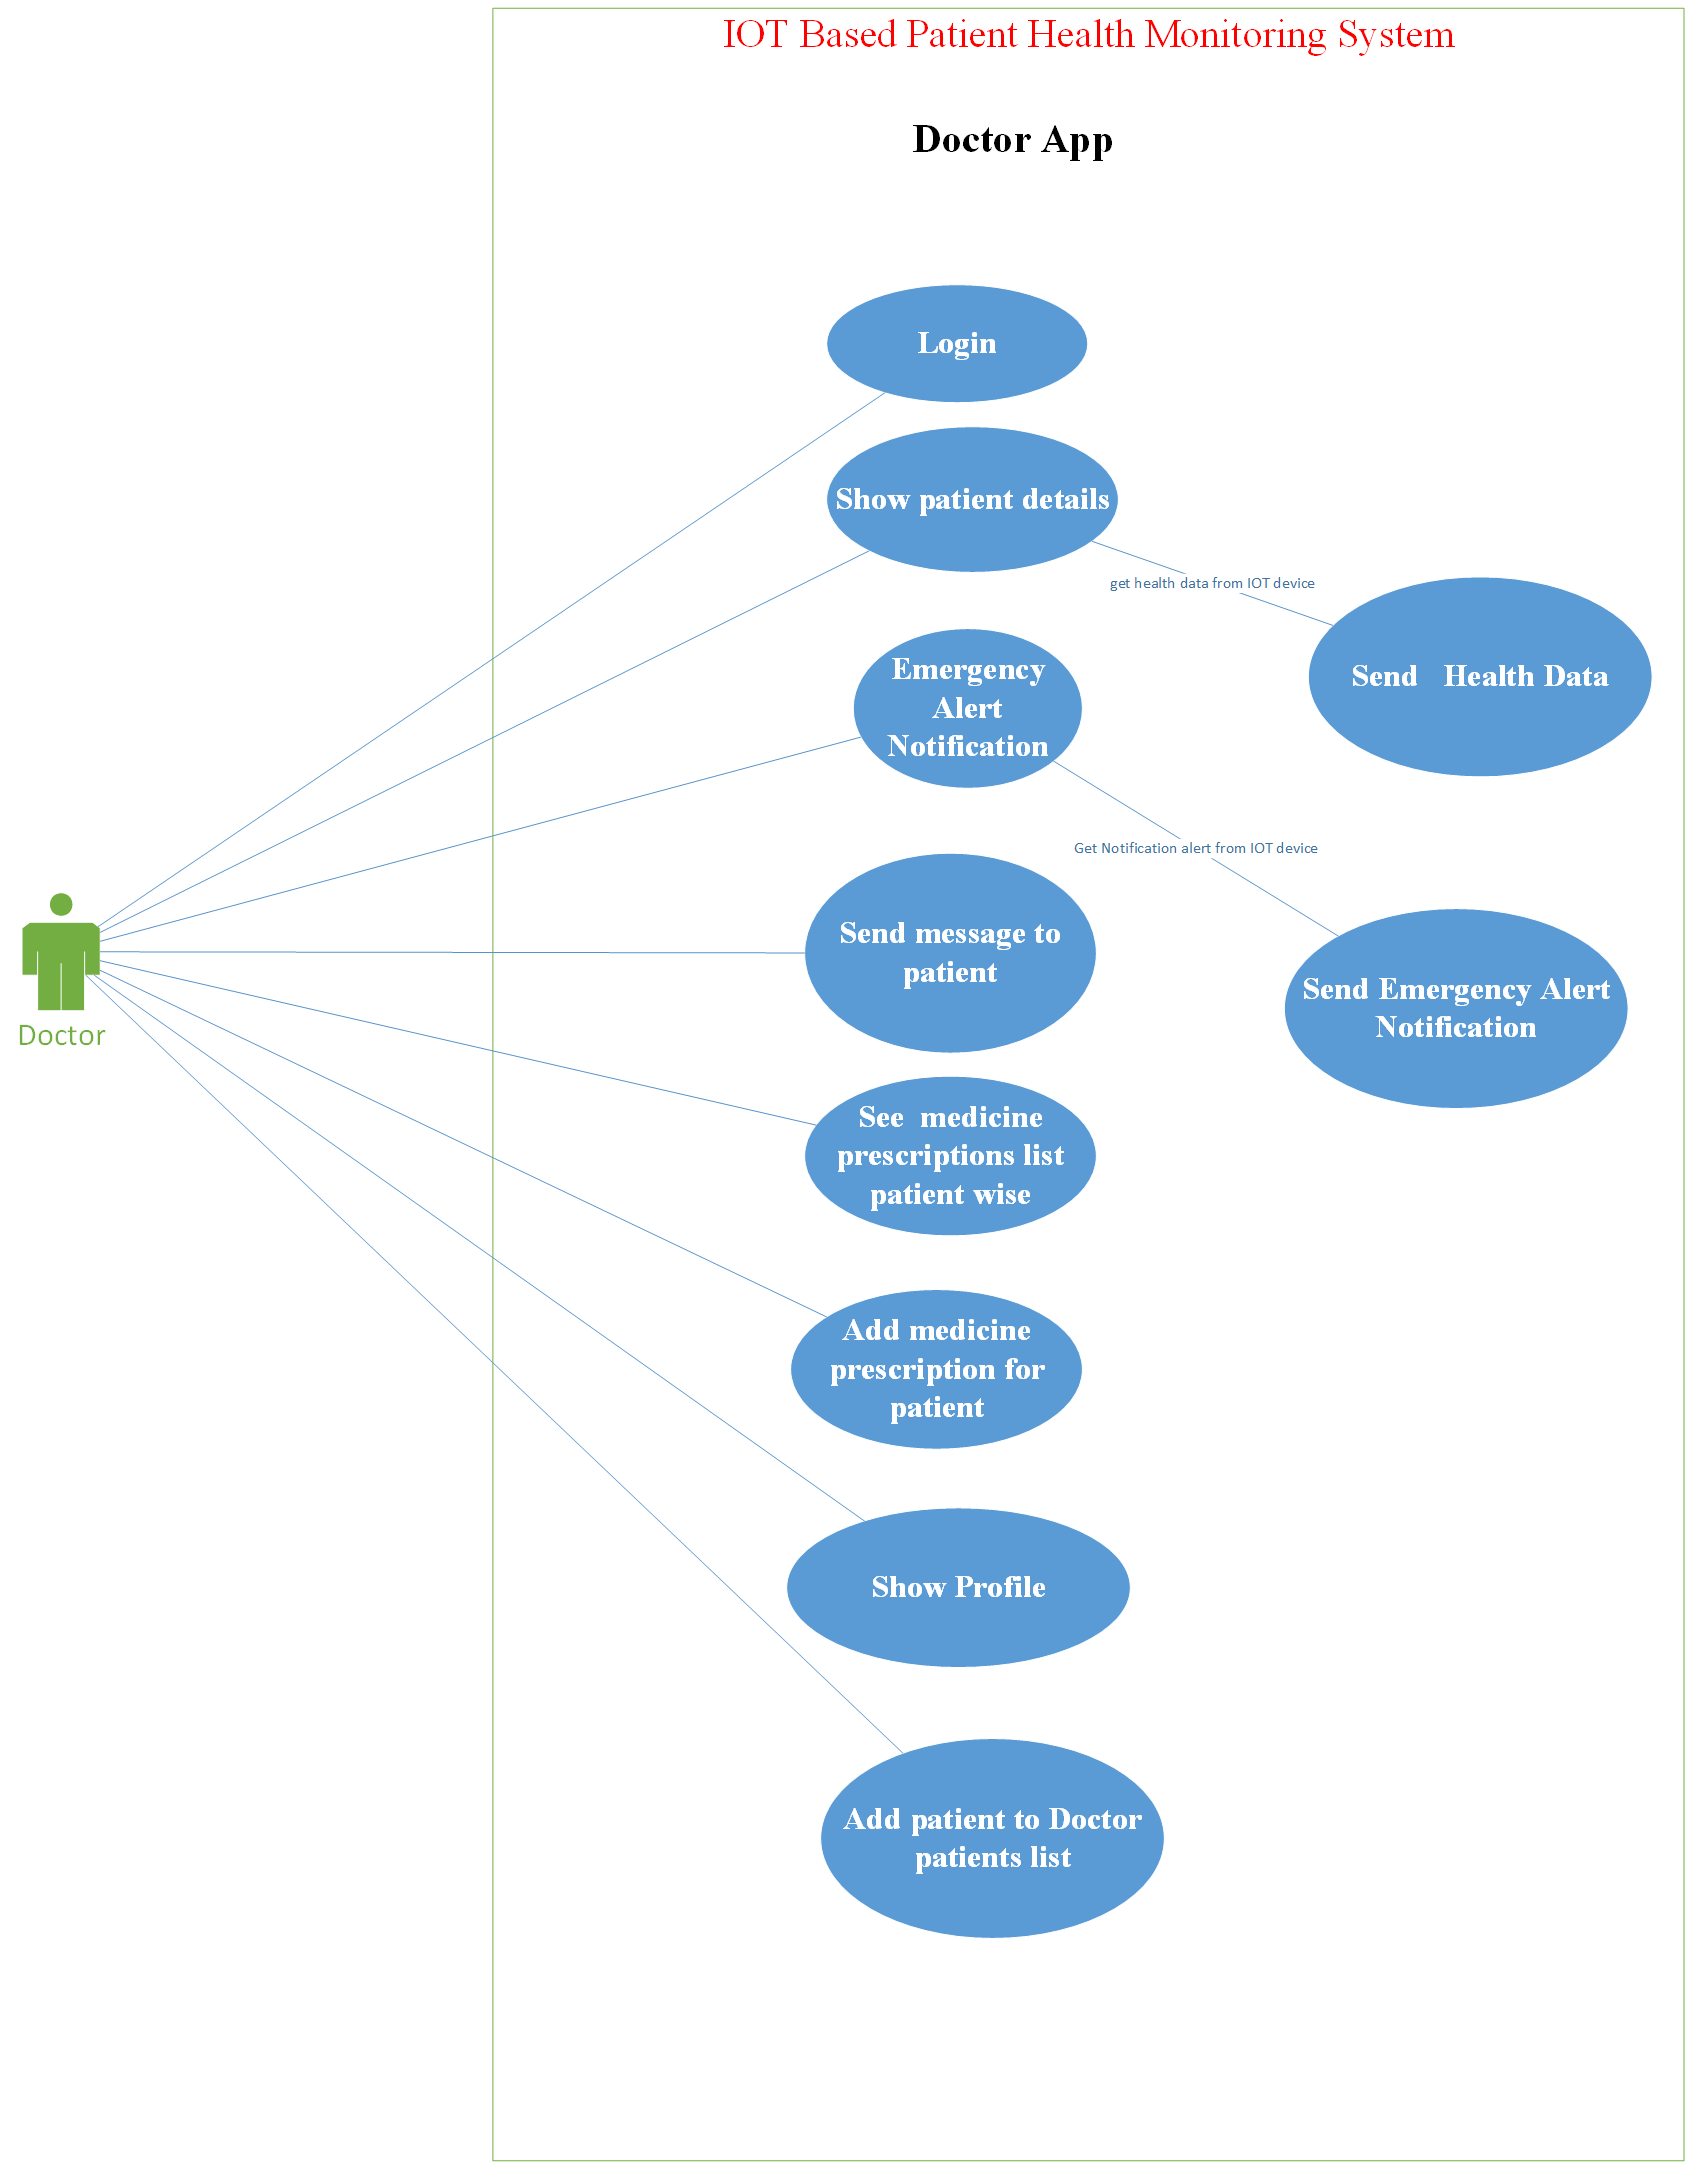 IOT Based Patient Health Monitoring System
Doctor App
Login
Show patient details
get health data from IOT device
Send Health Data
Emergency
Alert
Notification
Get Notification alert from IOT device
Send Emergency Alert
Notification
Send message to
patient
Doctor
See medicine
prescriptions list
patient wise
Add medicine
prescription for
patient
Show Profile
Add patient to Doctor
patients list